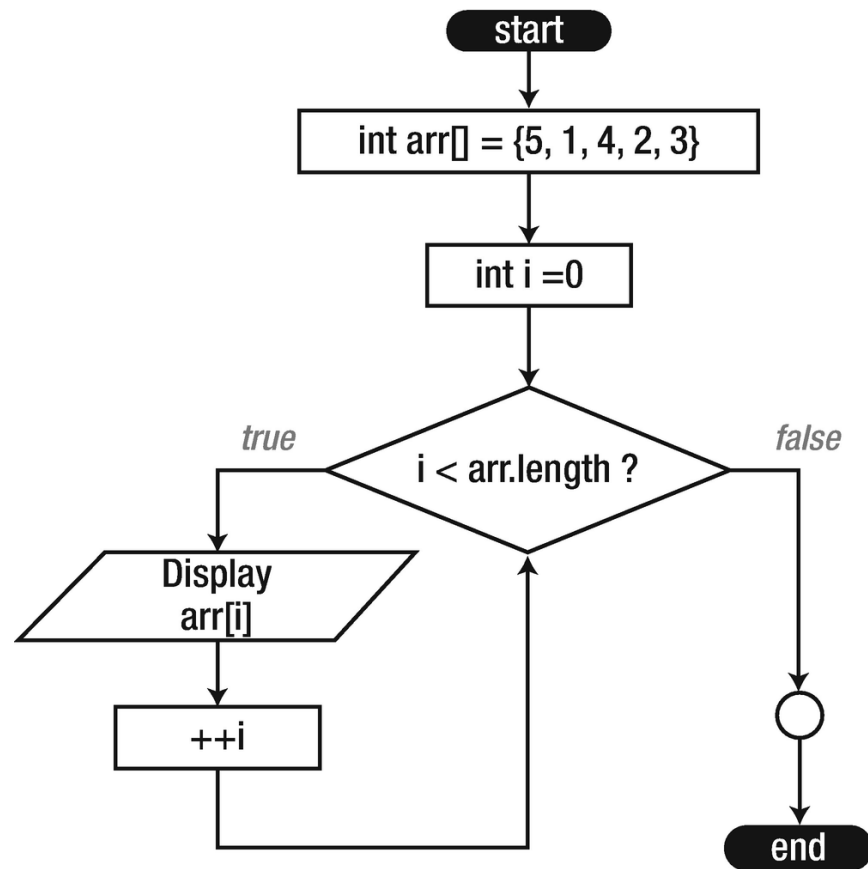 start
int arr[] = {5, 1, 4, 2, 3}
int i =0
true
false
i < arr.length ?
Display
arr[i]
++i
end